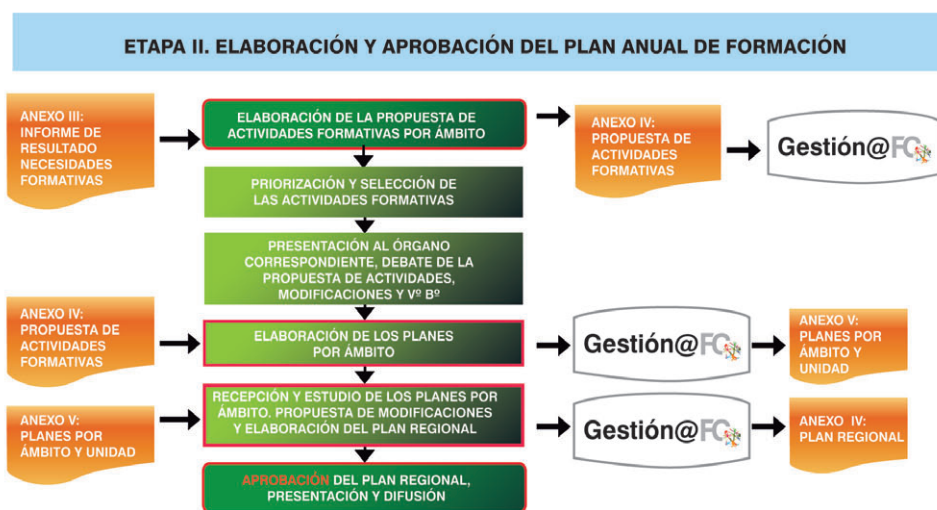 ETAPA II. ELABORACIÓN Y APROBACIÓN DEL PLAN ANUAL DE FORMACIÓN
ANEXO III:
INFORME DE
RESULTADO
NECESIDADES
FORMATIVAS
ELABORACIÓN DE LA PROPUESTA DE
ACTIVIDADES FORMATIVAS POR ÁMBITO
ANEXO IV:
PROPUESTA DE
ACTIVIDADES
FORMATIVAS
Gestión@FC
PRIORIZACIÓN Y SELECCIÓN DE
LAS ACTIVIDADES FORMATIVAS
PRESENTACIÓN AL ÓRGANO
CORRESPONDIENTE, DEBATE DE LA
PROPUESTA DE ACTIVIDADES,
MODIFICACIONES Y Vº Bº
ANEXO IV:
PROPUESTA DE
ACTIVIDADES
FORMATIVAS
ELABORACIÓN DE LOS PLANES
POR ÁMBITO
Gestión@FC
ANEXO V:
PLANES POR
ÁMBITO Y
UNIDAD
ANEXO V:
PLANES POR
ÁMBITO Y UNIDAD
RECEPCIÓN Y ESTUDIO DE LOS PLANES POR
ÁMBITO. PROPUESTA DE MODIFICACIONES
Y ELABORACIÓN DEL PLAN REGIONAL
Gestión@FC
ANEXO IV:
PLAN REGIONAL
APROBACIÓN DEL PLAN REGIONAL,
PRESENTACIÓN Y DIFUSIÓN